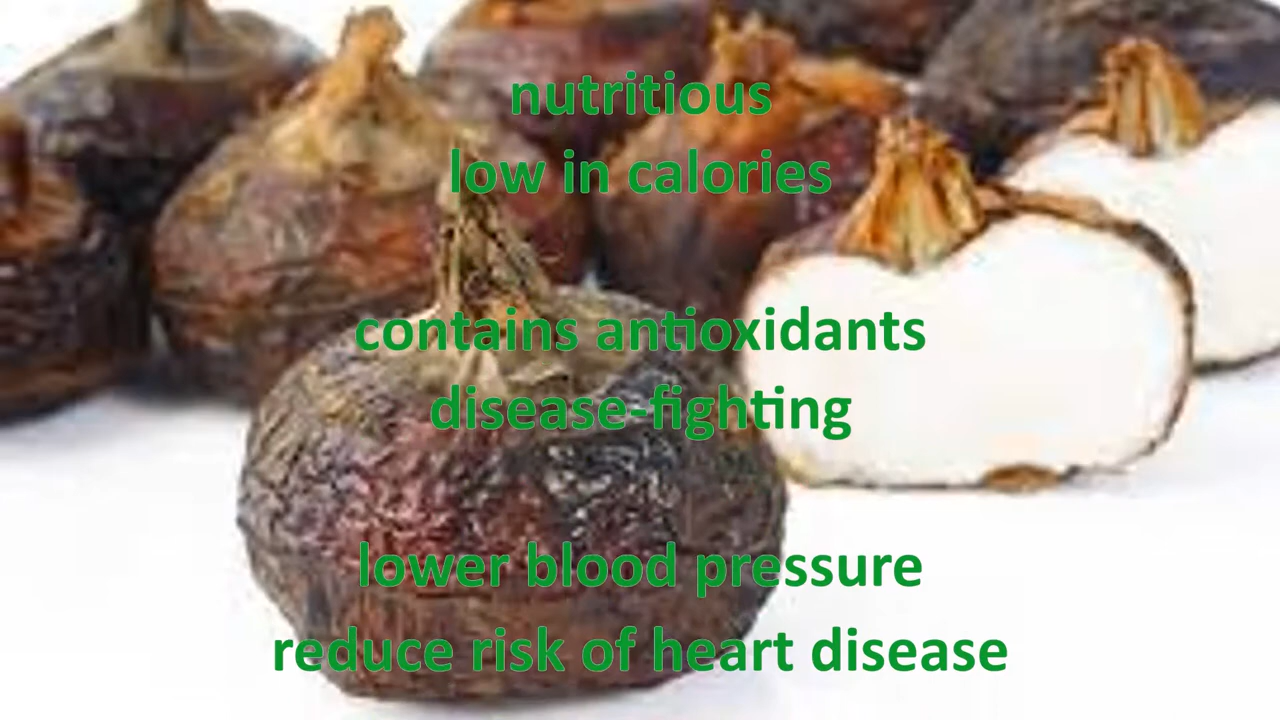 nutritious
low in calories
contains antioxidants
disease-fighting
lower blood pressure
reduce risk of heart disease